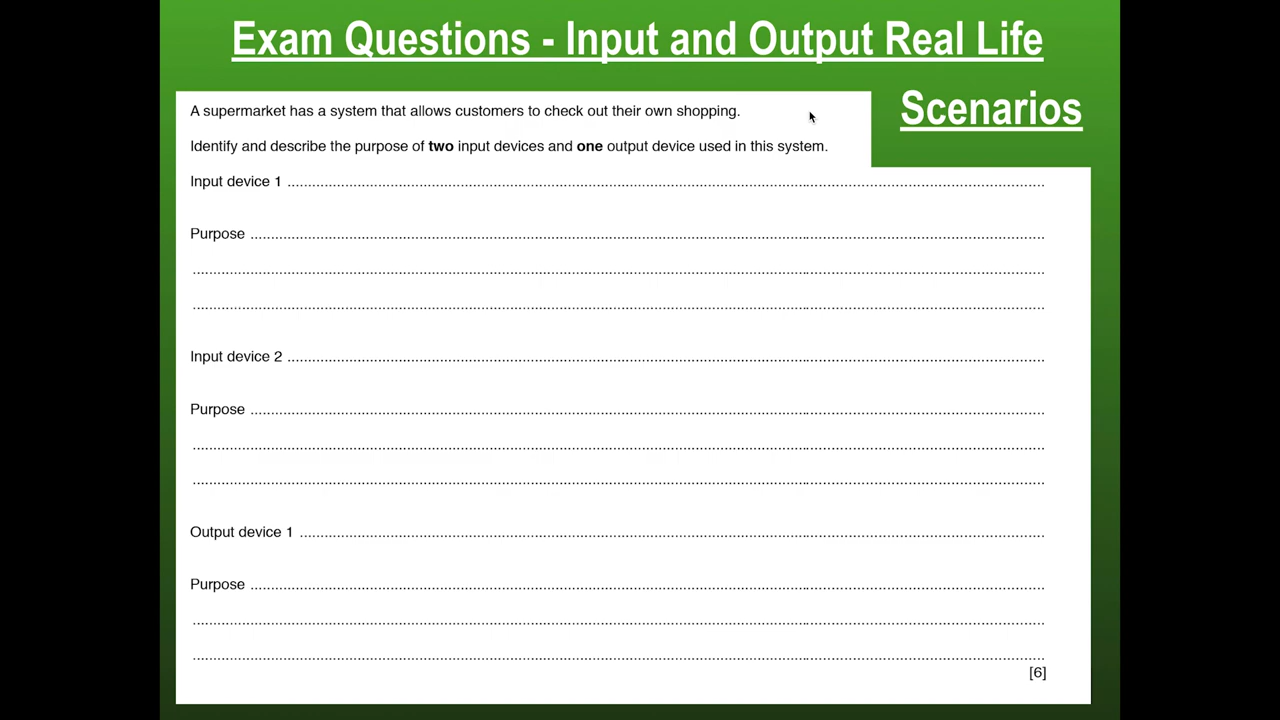 Exam Questions - Input and Output Real Life
Scenarios
A supermarket has a system that allows customers to check out their own shopping.
Identify and describe the purpose of two input devices and one output device used in this system.
Input device 1 ..........................................................................................
Purpose ..........................................................................................
..........................................................................................
..........................................................................................
Input device 2 ..........................................................................................
Purpose ..........................................................................................
..........................................................................................
..........................................................................................
Output device 1 ..........................................................................................
Purpose ..........................................................................................
..........................................................................................
..........................................................................................
[6]